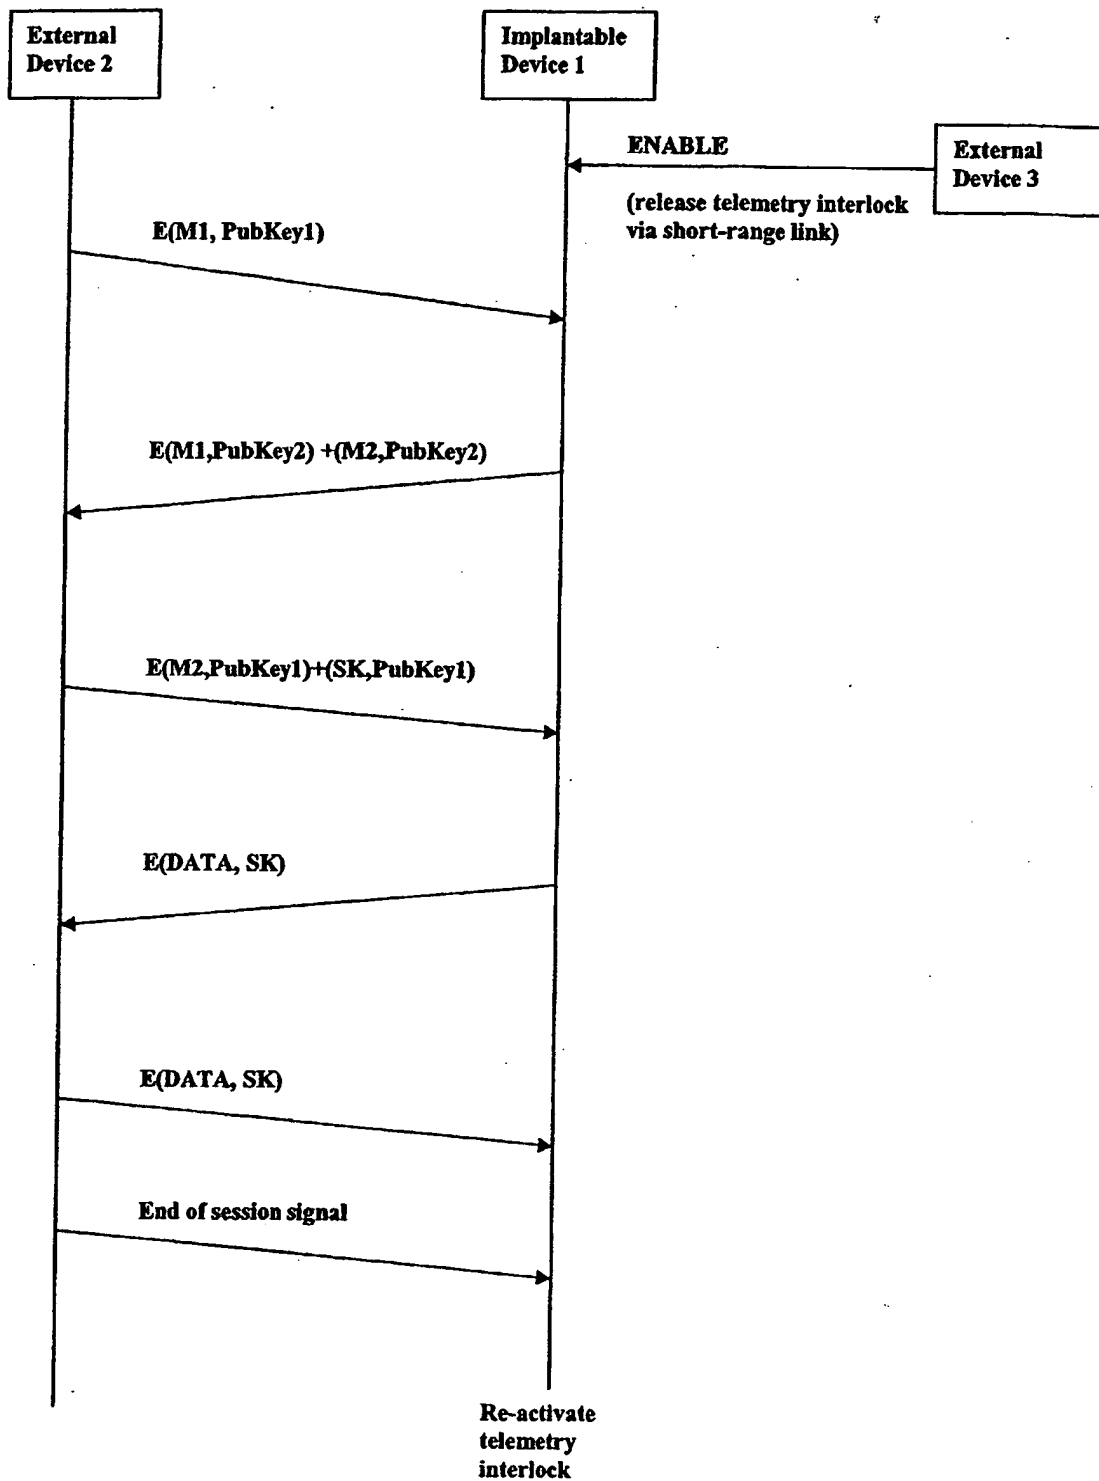 External
Device 2
Implantable
Device 1
ENABLE
External
Device 3
(release telemetry interlock
via short-range link)
E(M1, PubKey1)
E(M1,PubKey2) +(M2,PubKey2)
E(M2,PubKey1)+(SK,PubKey1)
E(DATA, SK)
E(DATA, SK)
End of session signal
Re-activate
telemetry
interlock